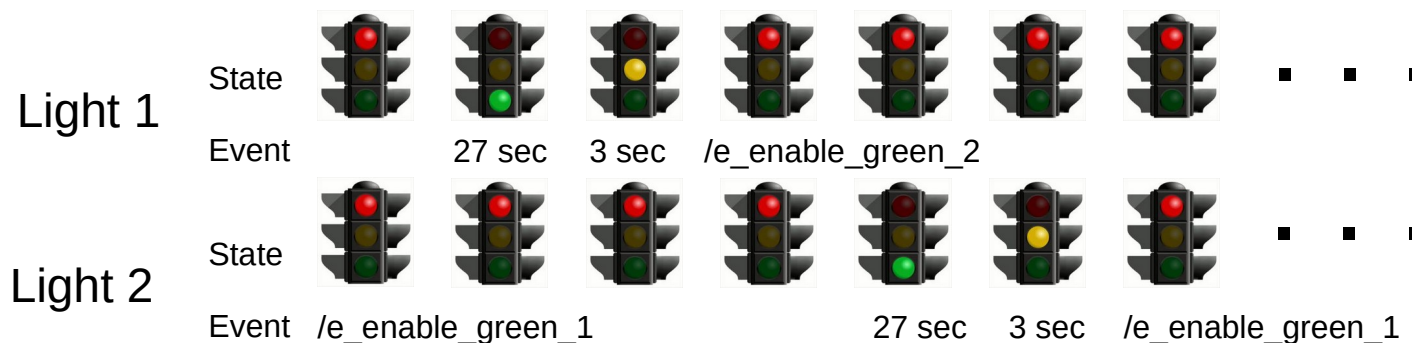 Light 1
State
Event 27 sec 3 sec /e_enable_green_2
Light 2
State
Event /e_enable_green_1 27 sec 3 sec /e_enable_green_1